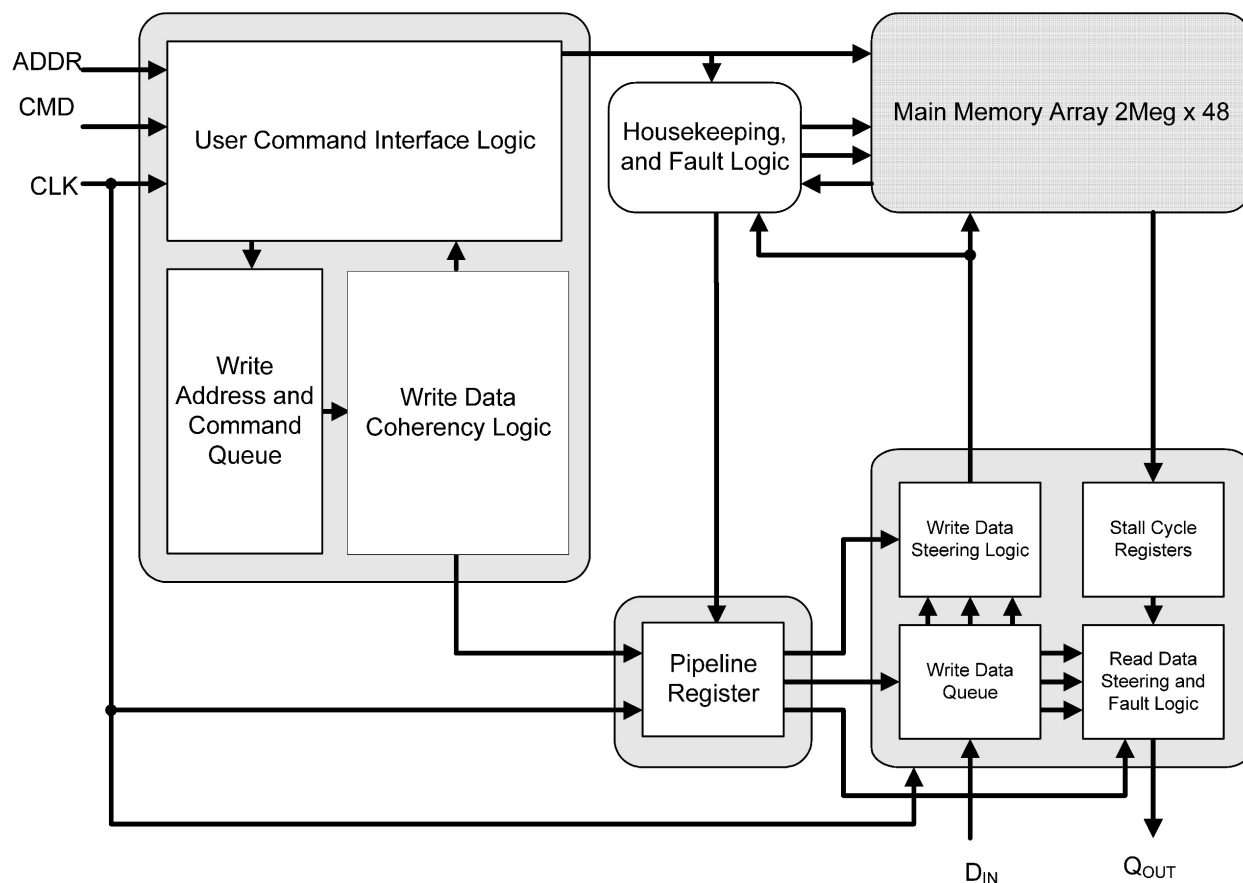 ADDR
CMD
CLK
User Command Interface Logic
Housekeeping,
and Fault Logic
Main Memory Array 2Meg x 48
Write
Address and
Command
Queue
Write Data
Coherency Logic
Write Data
Steering Logic
Stall Cycle
Registers
Pipeline
Register
Write Data
Queue
Read Data
Steering and
Fault Logic
DIN
QOUT